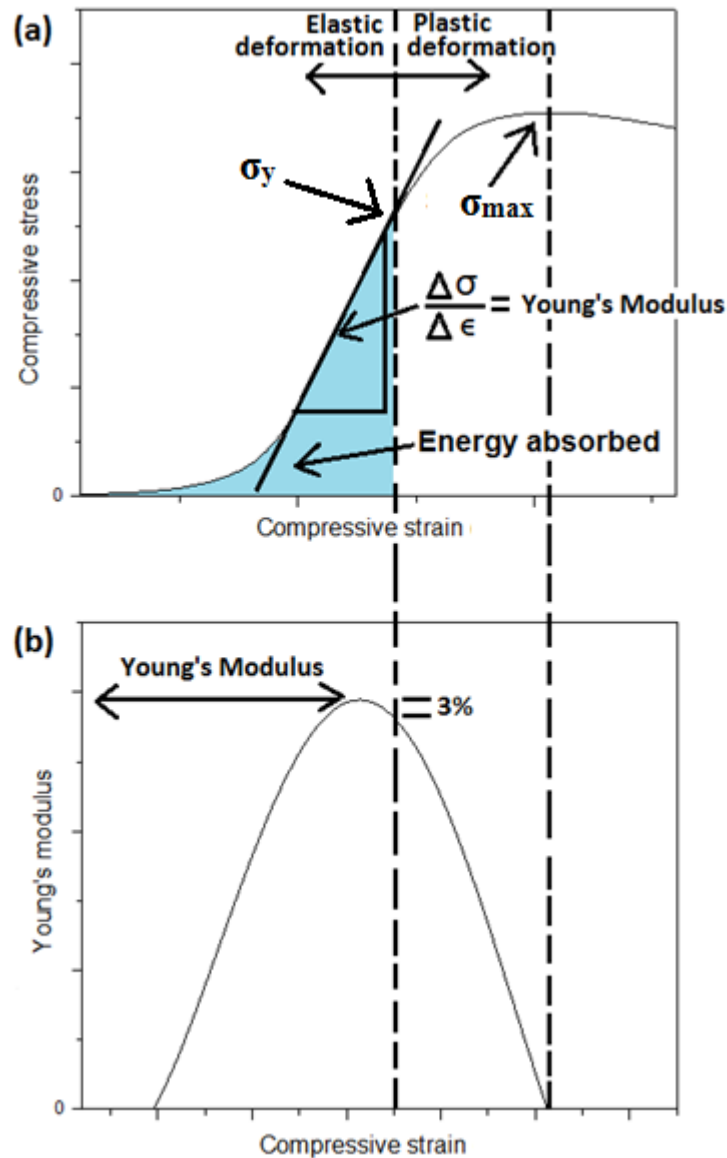 (a)
Elastic Plastic
deformation deformation
σy
σmax
Δσ
Δϵ
= Young's Modulus
Energy absorbed
Compressive stress
0
Compressive strain
(b)
Young's Modulus
3%
Young's modulus
0
Compressive strain